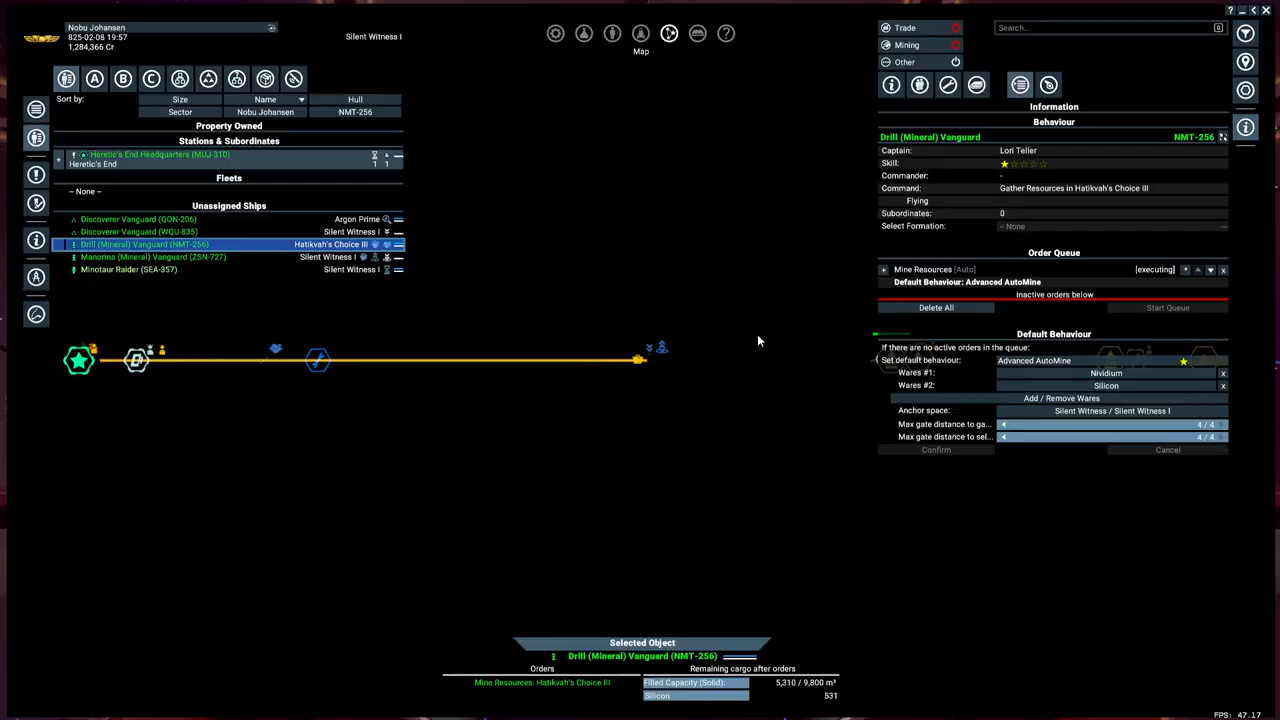 Nobu Johansen
825-02-08 19:57
1,284,366 Cr
Silent Witness I
Map
Sort by:
Size
Name
Hull
Sector
Nobu Johansen
NMT-256
Property Owned
Stations & Subordinates
Heretic's End Headquarters (MUJ-310)
4
Heretic's End
1
1
Fleets
-- None --
Unassigned Ships
Discoverer Vanguard (QON-206)
Argon Prime
Discoverer Vanguard (WQU-835)
Silent Witness I
Drill (Mineral) Vanguard (NMT-256)
Hatikvah's Choice III
Manorina (Mineral) Vanguard (ZSN-727)
Silent Witness I
Minotaur Raider (SEA-357)
Silent Witness I
Trade
Mining
Other
Search...
Information
Behaviour
Drill (Mineral) Vanguard
NMT-256
Captain:
Lori Teller
Skill:
Commander:
-
Command:
Gather Resources in Hatikvah's Choice III
Flying
Subordinates:
0
Select Formation:
None
Order Queue
+ Mine Resources [Auto]
[executing]
x
Default Behaviour: Advanced AutoMine
inactive orders below
Delete All
Start Queue
Default Behaviour
If there are no active orders in the queue:
Set default behaviour:
Advanced AutoMine
Wares #1:
Nividium
x
Wares #2:
Silicon
x
Add / Remove Wares
Anchor space:
Silent Witness / Silent Witness I
Max gate distance to ga...
4 / 4
Max gate distance to sel...
4 / 4
Confirm
Cancel
Selected Object
Drill (Mineral) Vanguard (NMT-256)
Orders
Remaining cargo after orders
Mine Resources: Hatikvah's Choice III
Filled Capacity (Solid):
5,310 / 9,800 m³
Silicon
531
FPS: 47.17